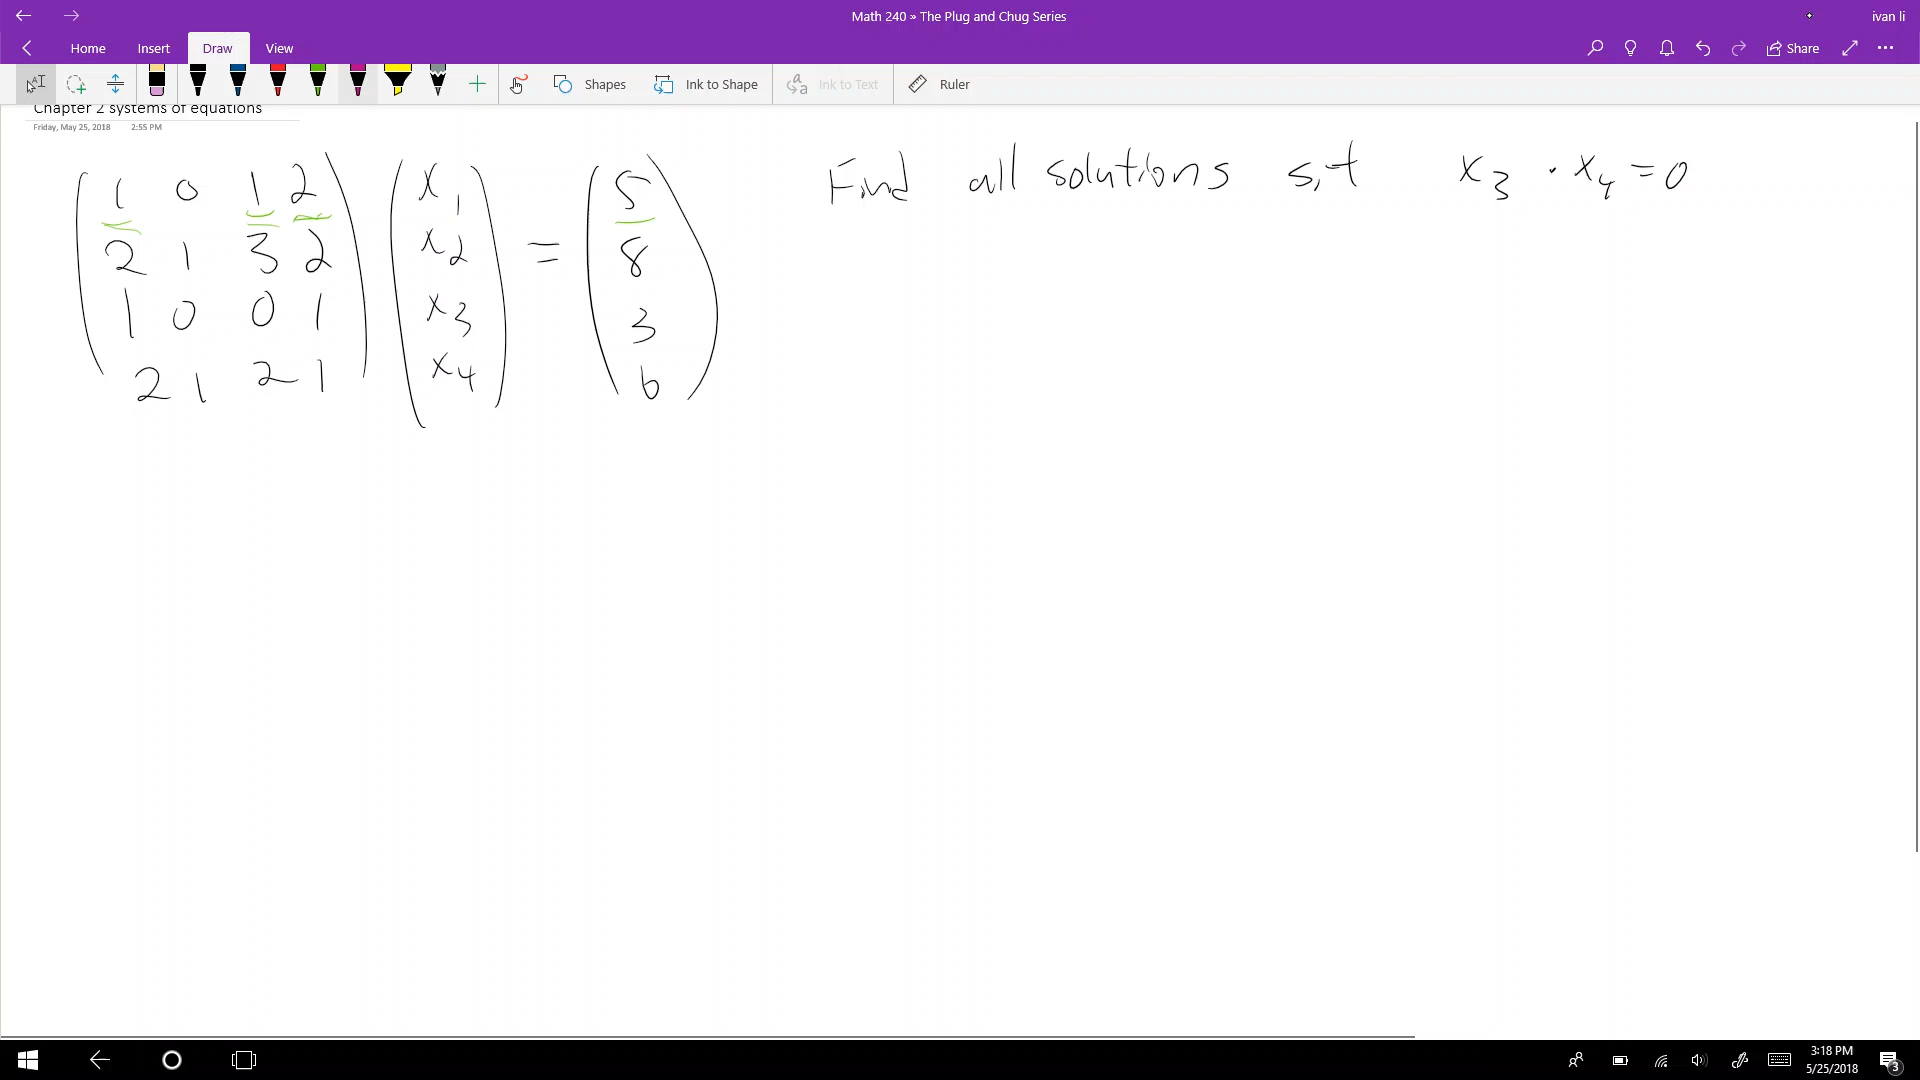 Math 240 » The Plug and Chug Series
ivan li
Home Insert Draw View
Share
Shapes Ink to Shape Ink to Text Ruler
Chapter 2 systems of equations
Friday, May 25, 2018 2:55 PM
Find all solutions s,t x3 · x4 = 0
1 0 1 2 x1 5
2 1 3 2 x2 = 8
1 0 0 1 x3 3
2 1 2 1 x4 6
3:18 PM
5/25/2018
3